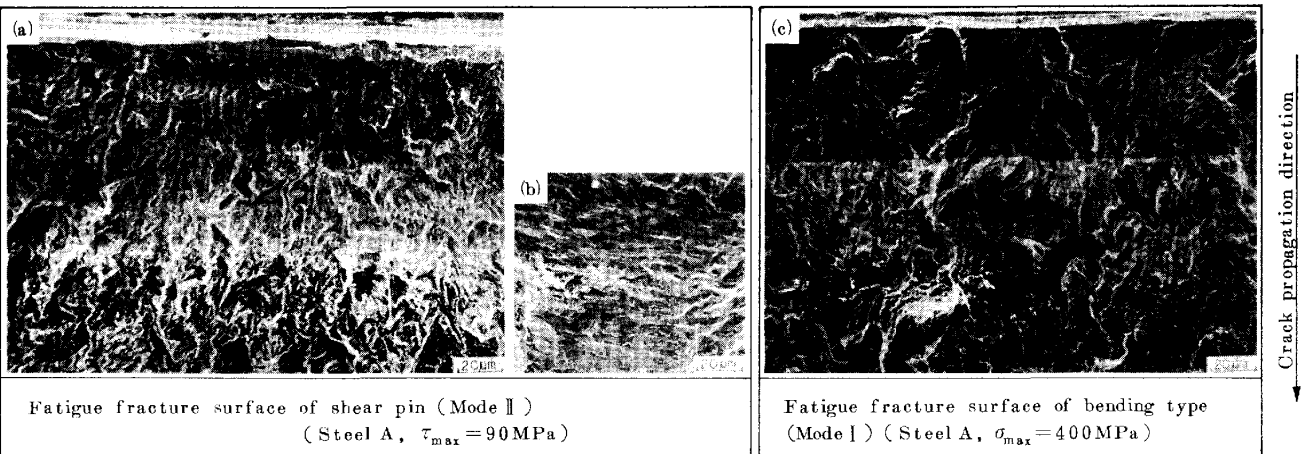 (a)
20μm
(b)
20μm
(c)
Crack propagation direction
Fatigue fracture surface of shear pin (Mode Ⅱ)
(Steel A, τmax=90MPa)
Fatigue fracture surface of bending type
(Mode Ⅰ) (Steel A, σmax=400MPa)